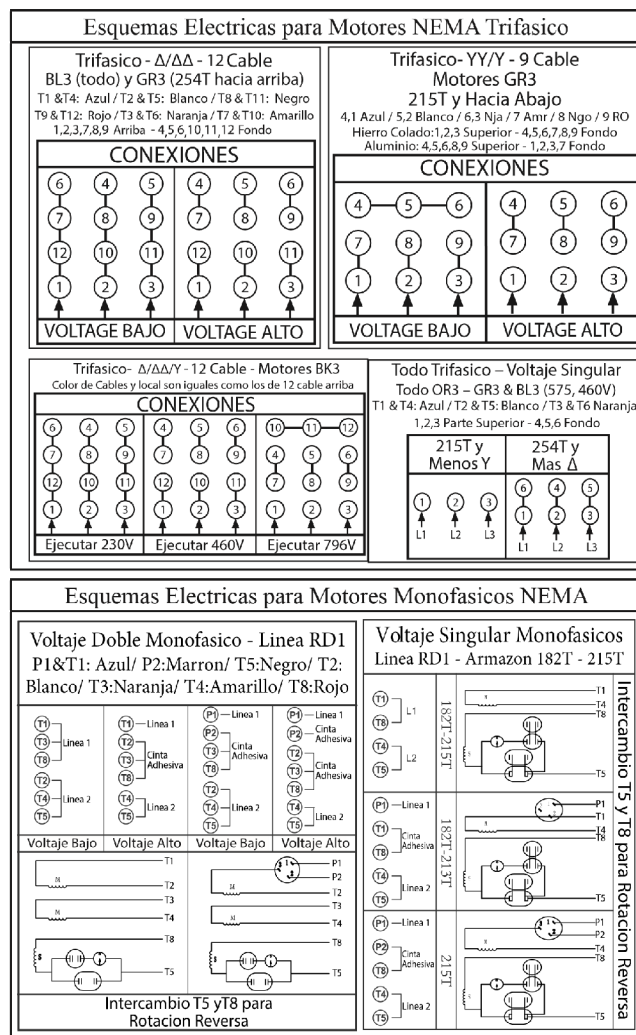 Esquemas Electricas para Motores NEMA Trifasico
Trifasico - Δ/ΔΔ - 12 Cable
BL3 (todo) y GR3 (254T hacia arriba)
T1 &T4: Azul / T2 & T5: Blanco / T8 & T11: Negro
T9 & T12: Rojo / T3 & T6: Naranja / T7 & T10: Amarillo
1,2,3,7,8,9 Arriba - 4,5,6,10,11,12 Fondo
CONEXIONES
6 4 5 6 4 5
7 8 9 7 8 9
12 10 11 12 10 11
1 2 3 1 2 3
VOLTAGE BAJO VOLTAGE ALTO
Trifasico- YY/Y - 9 Cable
Motores GR3
215T y Hacia Abajo
4,1 Azul / 5,2 Blanco / 6,3 Nja / 7 Amr / 8 Ngo / 9 RO
Hierro Colado:1,2,3 Superior - 4,5,6,7,8,9 Fondo
Aluminio: 4,5,6,8,9 Superior - 1,2,3,7 Fondo
CONEXIONES
4 5 6 4 5 6
7 8 9 7 8 9
1 2 3 1 2 3
VOLTAGE BAJO VOLTAGE ALTO
Trifasico- Δ/ΔΔ/Y - 12 Cable - Motores BK3
Color de Cables y local son iguales como los de 12 cable arriba
CONEXIONES
6 4 5 6 4 5 10 11 12
7 8 9 7 8 9 4 5 6
12 10 11 12 10 11 7 8 9
1 2 3 1 2 3 1 2 3
Ejecutar 230V Ejecutar 460V Ejecutar 796V
Todo Trifasico – Voltaje Singular
Todo OR3 – GR3 & BL3 (575, 460V)
T1 &T4: Azul / T2 & T5: Blanco / T3 & T6 Naranja
1,2,3 Parte Superior - 4,5,6 Fondo
215T y
Menos Y
1 2 3
L1 L2 L3
254T y
Mas Δ
6 4 5
1 2 3
L1 L2 L3
Esquemas Electricas para Motores Monofasicos NEMA
Voltaje Doble Monofasico - Linea RD1
P1&T1: Azul/ P2:Marron/ T5:Negro/ T2:
Blanco/ T3:Naranja/ T4:Amarillo/ T8:Rojo
T1
T3 Linea 1
T8
T2
T4 Linea 2
T5
Voltaje Bajo
T1 Linea 1
T2
T3 Cinta
T8 Adhesiva
T4 Linea 2
T5
Voltaje Alto
P1 Linea 1
P2
T3 Cinta
T8 Adhesiva
T2
T4 Linea 2
T5
Voltaje Bajo
P1 Linea 1
P2 Cinta
T2 Adhesiva
T3 Cinta
T8 Adhesiva
T4 Linea 2
T5
Voltaje Alto
T1
M
T2
T3
M
T4
T8
S
T5
P1
P2
M
T2
T3
M
T4
T8
S
T5
Intercambio T5 yT8 para
Rotacion Reversa
Voltaje Singular Monofasicos
Linea RD1 - Armazon 182T - 215T
T1 L1
T8
T4 L2
T5
182T-215T
T1
M
T4
T8
S
T5
P1 Linea 1
T1 Cinta
T8 Adhesiva
T4 Linea 2
T5
182T-213T
P1
T1
M
T4
T8
S
T5
P1 Linea 1
P2 Cinta
T8 Adhesiva
T4 Linea 2
T5
215T
P1
P2
M
T4
T8
S
T5
Intercambio T5 y T8 para Rotacion Reversa